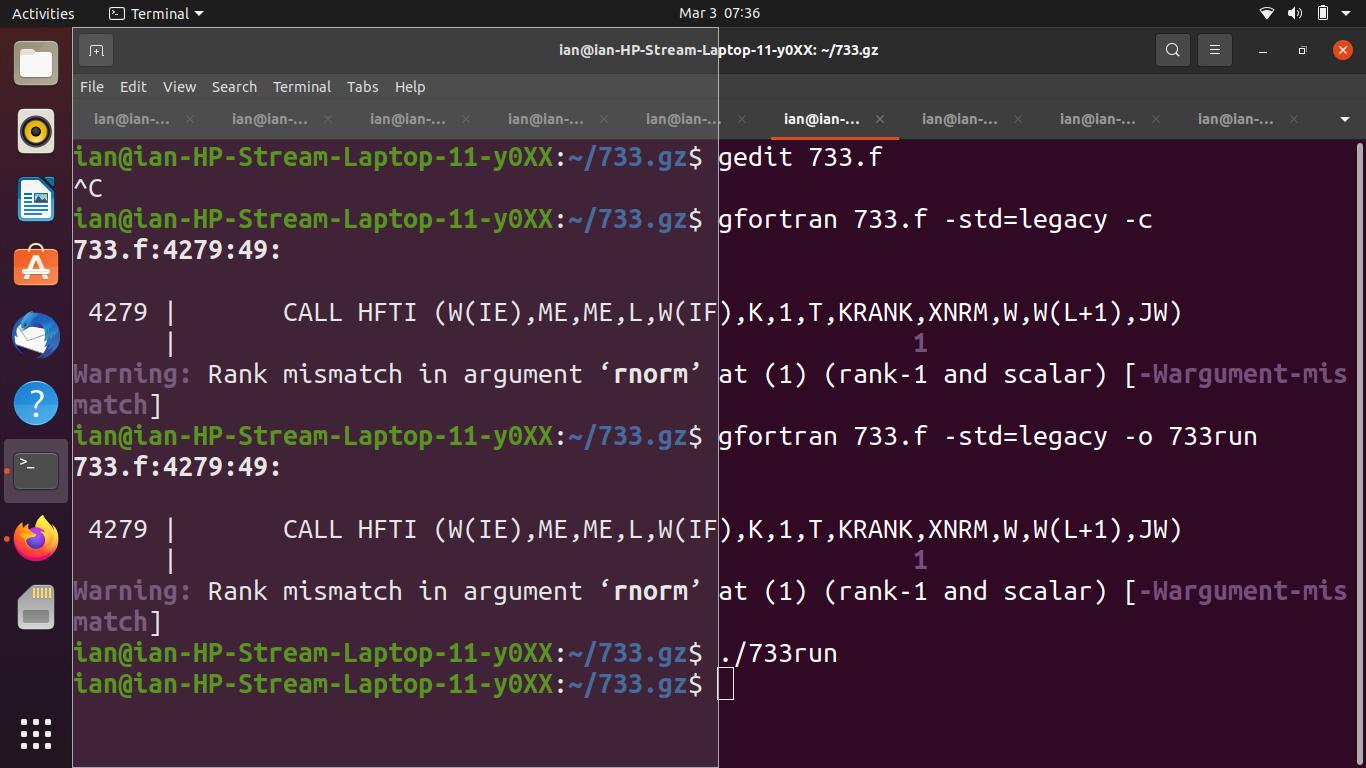 Activities Terminal Mar 3 07:36
ian@ian-HP-Stream-Laptop-11-y0XX: ~/733.gz
File Edit View Search Terminal Tabs Help
ian@ian-... ian@ian-... ian@ian-... ian@ian-... ian@ian-... ian@ian-... ian@ian-... ian@ian-... ian@ian-...
ian@ian-HP-Stream-Laptop-11-y0XX:~/733.gz$ gedit 733.f
^C
ian@ian-HP-Stream-Laptop-11-y0XX:~/733.gz$ gfortran 733.f -std=legacy -c
733.f:4279:49:
4279 |       CALL HFTI (W(IE),ME,ME,L,W(IF),K,1,T,KRANK,XNRM,W,W(L+1),JW)
|                                                 1
Warning: Rank mismatch in argument ‘rnorm’ at (1) (rank-1 and scalar) [-Wargument-mis
match]
ian@ian-HP-Stream-Laptop-11-y0XX:~/733.gz$ gfortran 733.f -std=legacy -o 733run
733.f:4279:49:
4279 |       CALL HFTI (W(IE),ME,ME,L,W(IF),K,1,T,KRANK,XNRM,W,W(L+1),JW)
|                                                 1
Warning: Rank mismatch in argument ‘rnorm’ at (1) (rank-1 and scalar) [-Wargument-mis
match]
ian@ian-HP-Stream-Laptop-11-y0XX:~/733.gz$ ./733run
ian@ian-HP-Stream-Laptop-11-y0XX:~/733.gz$